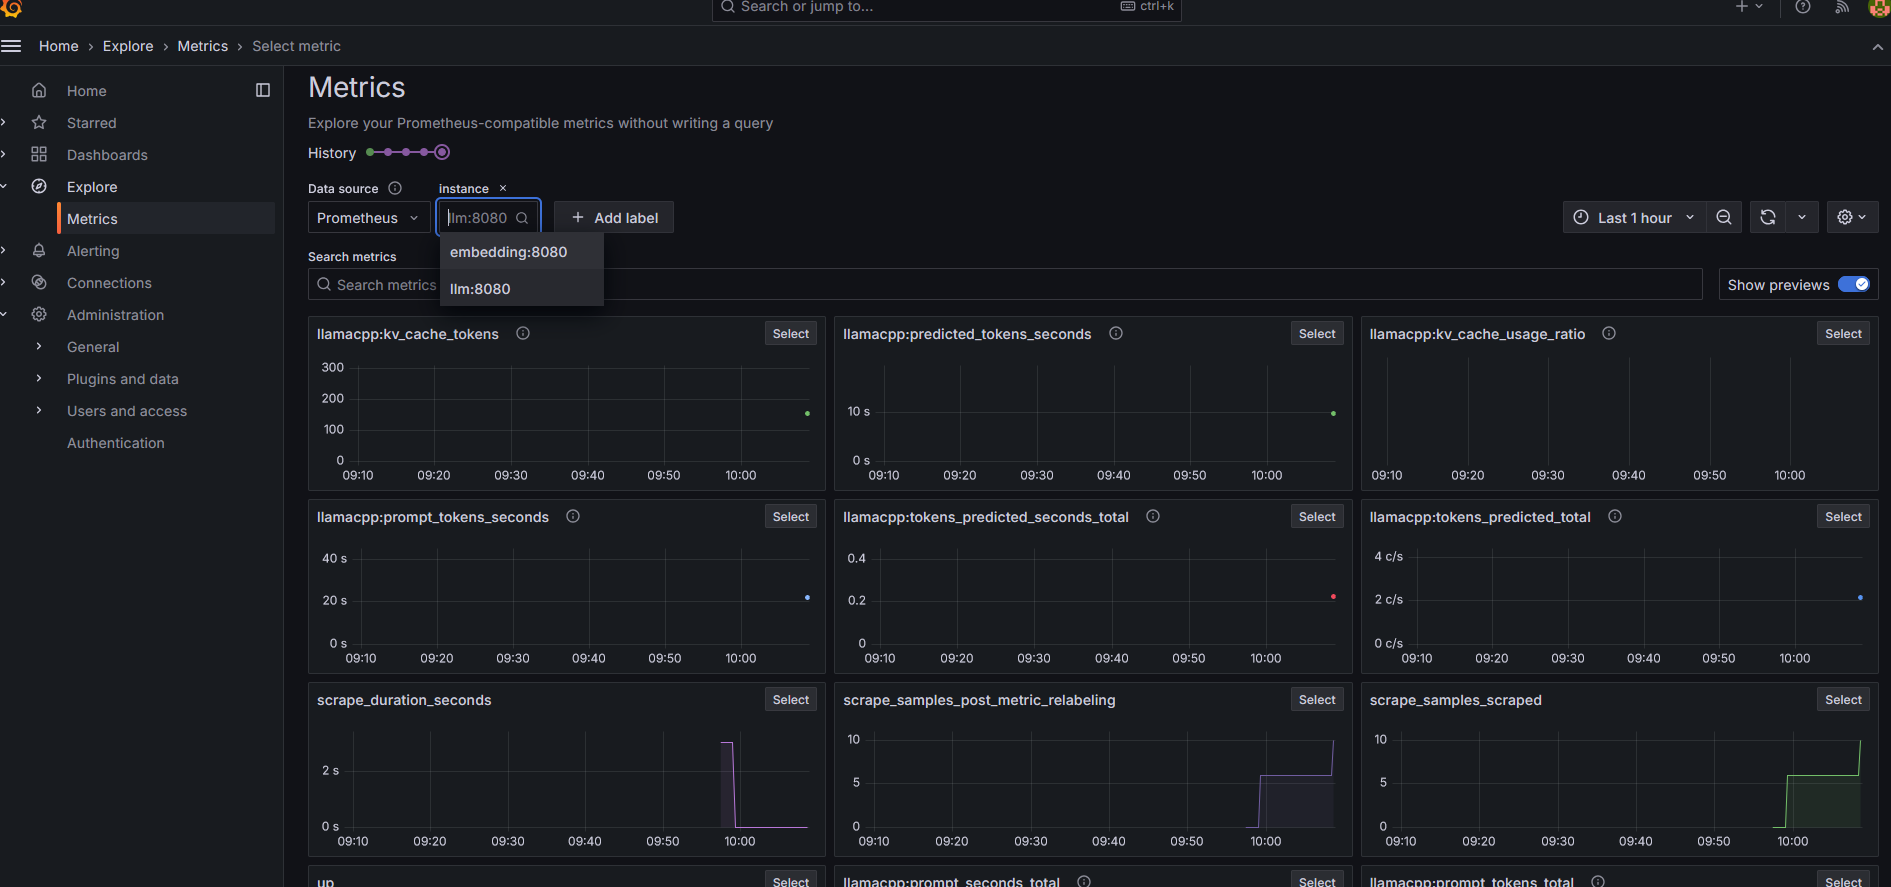 Search or jump to...
ctrl+k
Home › Explore › Metrics › Select metric
Home
Starred
Dashboards
Explore
Metrics
Alerting
Connections
Administration
General
Plugins and data
Users and access
Authentication
Metrics
Explore your Prometheus-compatible metrics without writing a query
History
Data source
instance ×
Prometheus
llm:8080
+ Add label
Last 1 hour
embedding:8080
llm:8080
Search metrics
Search metrics
Show previews
llamacpp:kv_cache_tokens
Select
300
200
100
0
09:10 09:20 09:30 09:40 09:50 10:00
llamacpp:predicted_tokens_seconds
Select
10 s
0 s
09:10 09:20 09:30 09:40 09:50 10:00
llamacpp:kv_cache_usage_ratio
Select
09:10 09:20 09:30 09:40 09:50 10:00
llamacpp:prompt_tokens_seconds
Select
40 s
20 s
0 s
09:10 09:20 09:30 09:40 09:50 10:00
llamacpp:tokens_predicted_seconds_total
Select
0.4
0.2
0
09:10 09:20 09:30 09:40 09:50 10:00
llamacpp:tokens_predicted_total
Select
4 c/s
2 c/s
0 c/s
09:10 09:20 09:30 09:40 09:50 10:00
scrape_duration_seconds
Select
2 s
0 s
09:10 09:20 09:30 09:40 09:50 10:00
scrape_samples_post_metric_relabeling
Select
10
5
0
09:10 09:20 09:30 09:40 09:50 10:00
scrape_samples_scraped
Select
10
5
0
09:10 09:20 09:30 09:40 09:50 10:00
up
Select
llamacpp:prompt_seconds_total
Select
llamacpp:prompt_tokens_total
Select